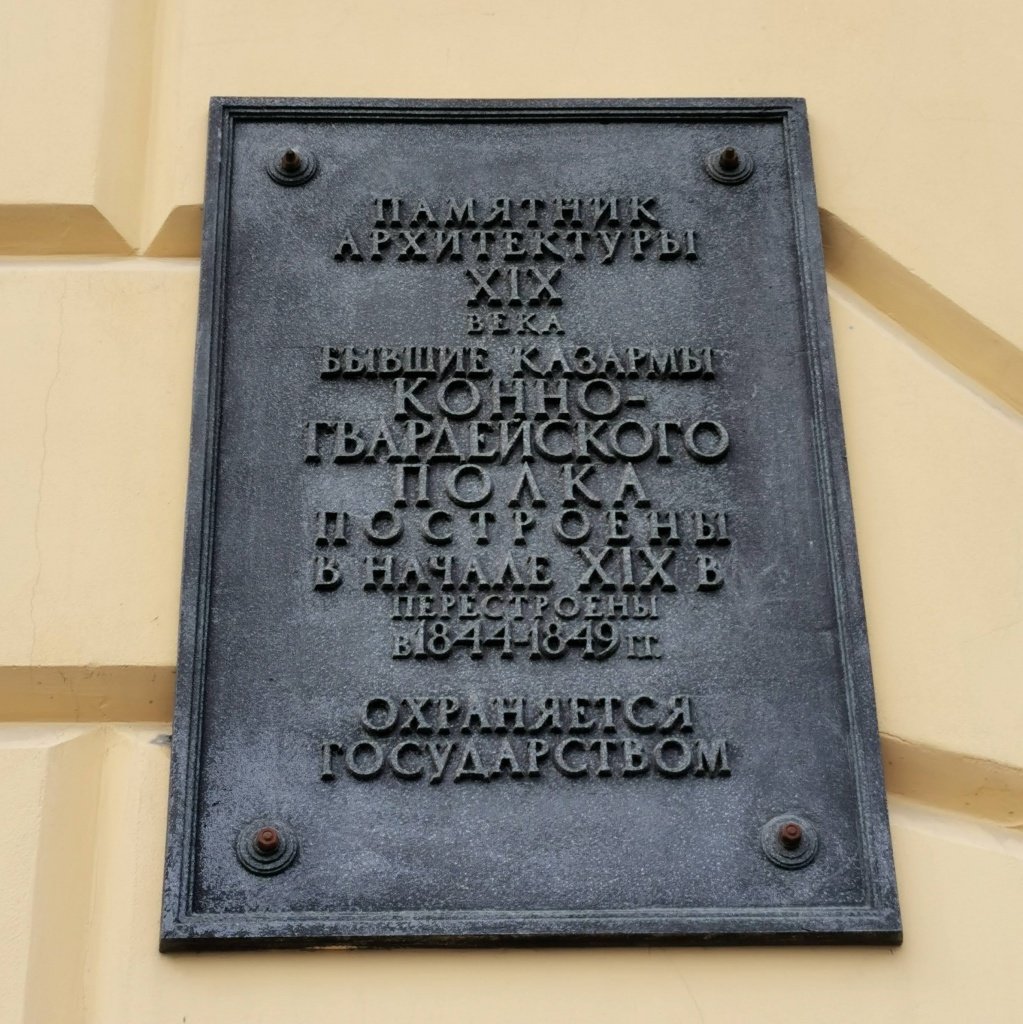 ПАМЯТНИК
АРХИТЕКТУРЫ
XIX
ВЕКА
БЫВШИЕ КАЗАРМЫ
КОННО-
ГВАРДЕЙСКОГО
ПОЛКА
ПОСТРОЕНЫ
В НАЧАЛЕ XIX В
ПЕРЕСТРОЕНЫ
В 1844-1849 ГГ.
ОХРАНЯЕТСЯ
ГОСУДАРСТВОМ